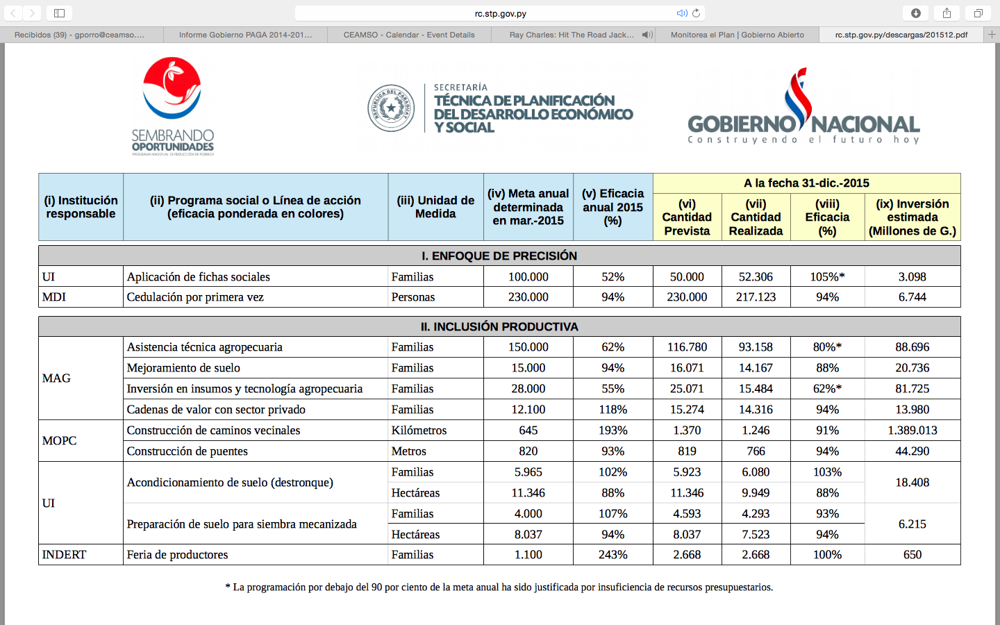 rc.stp.gov.py
Recibidos (39) - gporro@ceamso....
Informe Gobierno PAGA 2014-201...
CEAMSO - Calendar - Event Details
Ray Charles: Hit The Road Jack...
Monitorea el Plan | Gobierno Abierto
rc.stp.gov.py/descargas/201512.pdf
SEMBRANDO
OPORTUNIDADES
PROGRAMA NACIONAL DE REDUCCIÓN DE POBREZA
REPUBLICA DEL PARAGUAY
SECRETARÍA
TÉCNICA DE PLANIFICACIÓN
DEL DESARROLLO ECONÓMICO
Y SOCIAL
GOBIERNO NACIONAL
Construyendo el futuro hoy
(i) Institución responsable
(ii) Programa social o Línea de acción (eficacia ponderada en colores)
(iii) Unidad de Medida
(iv) Meta anual determinada en mar.-2015
(v) Eficacia anual 2015 (%)
A la fecha 31-dic.-2015
(vi) Cantidad Prevista
(vii) Cantidad Realizada
(viii) Eficacia (%)
(ix) Inversión estimada (Millones de G.)
I. ENFOQUE DE PRECISIÓN
UI Aplicación de fichas sociales Familias 100.000 52% 50.000 52.306 105%* 3.098
MDI Cedulación por primera vez Personas 230.000 94% 230.000 217.123 94% 6.744
II. INCLUSIÓN PRODUCTIVA
MAG Asistencia técnica agropecuaria Familias 150.000 62% 116.780 93.158 80%* 88.696
Mejoramiento de suelo Familias 15.000 94% 16.071 14.167 88% 20.736
Inversión en insumos y tecnología agropecuaria Familias 28.000 55% 25.071 15.484 62%* 81.725
Cadenas de valor con sector privado Familias 12.100 118% 15.274 14.316 94% 13.980
MOPC Construcción de caminos vecinales Kilómetros 645 193% 1.370 1.246 91% 1.389.013
Construcción de puentes Metros 820 93% 819 766 94% 44.290
UI Acondicionamiento de suelo (destronque) Familias 5.965 102% 5.923 6.080 103% 18.408
Hectáreas 11.346 88% 11.346 9.949 88%
Preparación de suelo para siembra mecanizada Familias 4.000 107% 4.593 4.293 93% 6.215
Hectáreas 8.037 94% 8.037 7.523 94%
INDERT Feria de productores Familias 1.100 243% 2.668 2.668 100% 650
* La programación por debajo del 90 por ciento de la meta anual ha sido justificada por insuficiencia de recursos presupuestarios.